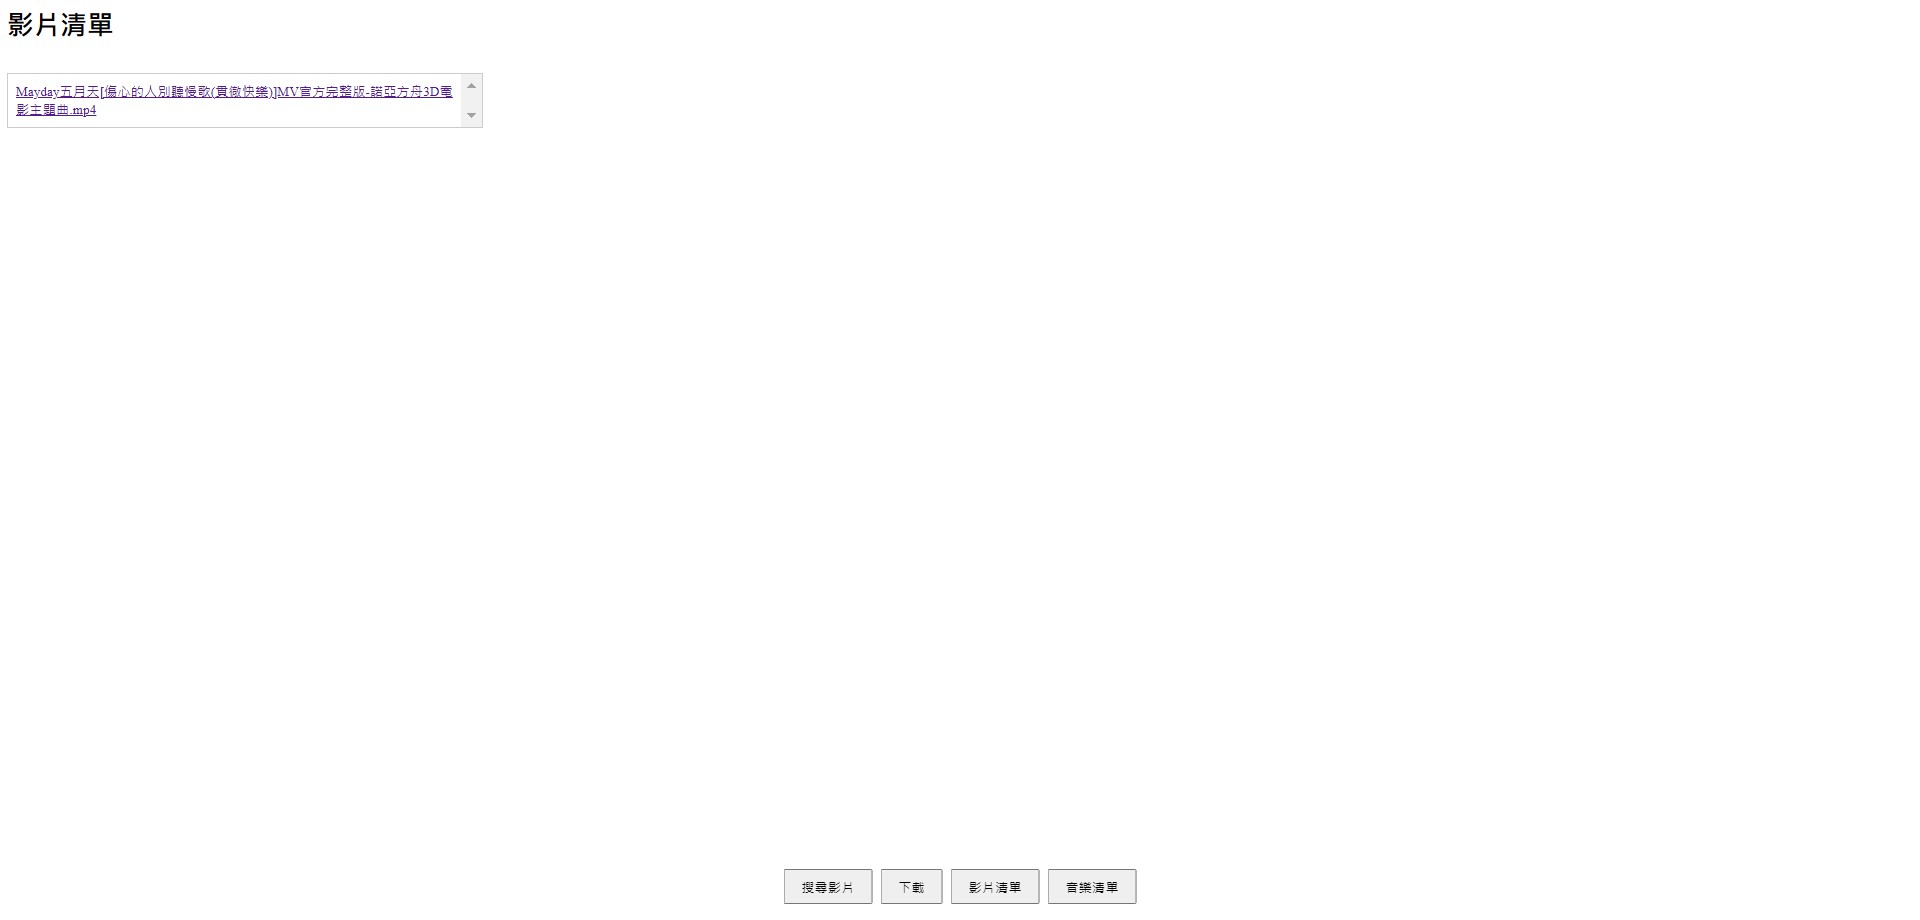 影片清單
Mayday五月天[傷心的人別聽慢歌(貫徹快樂)]MV官方完整版-諾亞方舟3D電
影主題曲.mp4
搜尋影片 下載 影片清單 音樂清單